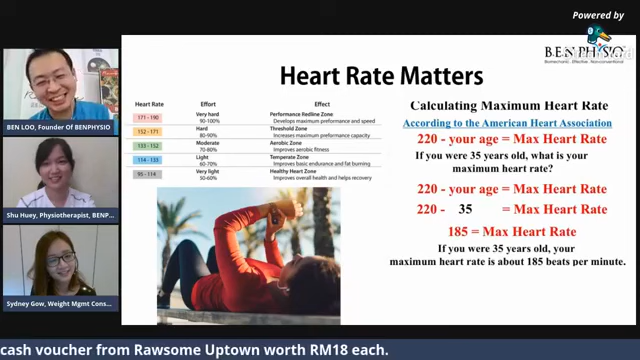 Powered by
BENPHYSIO
Biomechanic. Effective. Non-conventional
Heart Rate Matters
BEN LOO, Founder Of BENPHYSIO
Shu Huey, Physiotherapist, BENP...
Sydney Gow, Weight Mgmt Cons...
Heart Rate Effort Effect
171 - 190 Very hard Performance Redline Zone
90-100% Develops maximum preformance and speed
152 - 171 Hard Threshold Zone
80-90% Increases maximum preformance capacity
133 - 152 Moderate Aerobic Zone
70-80% Improves aerobic fitness
114 - 133 Light Temperate Zone
60-70% Improves basic endurance and fat burning
95 - 114 Very light Healthy Heart Zone
50-60% Improves overall health and helps recovery
Calculating Maximum Heart Rate
According to the American Heart Association
220 - your age = Max Heart Rate
If you were 35 years old, what is your
maximum heart rate?
220 - your age = Max Heart Rate
220 - 35 = Max Heart Rate
185 = Max Heart Rate
If you were 35 years old, your
maximum heart rate is about 185 beats per minute.
cash voucher from Rawsome Uptown worth RM18 each.